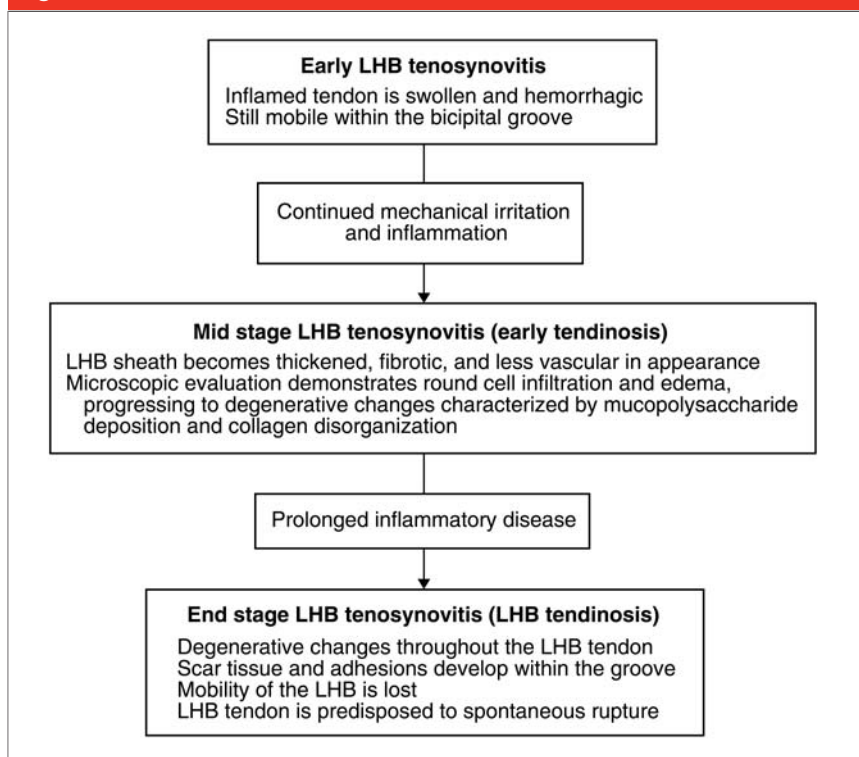 Early LHB tenosynovitis
Inflamed tendon is swollen and hemorrhagic
Still mobile within the bicipital groove
Continued mechanical irritation
and inflammation
Mid stage LHB tenosynovitis (early tendinosis)
LHB sheath becomes thickened, fibrotic, and less vascular in appearance
Microscopic evaluation demonstrates round cell infiltration and edema,
progressing to degenerative changes characterized by mucopolysaccharide
deposition and collagen disorganization
Prolonged inflammatory disease
End stage LHB tenosynovitis (LHB tendinosis)
Degenerative changes throughout the LHB tendon
Scar tissue and adhesions develop within the groove
Mobility of the LHB is lost
LHB tendon is predisposed to spontaneous rupture